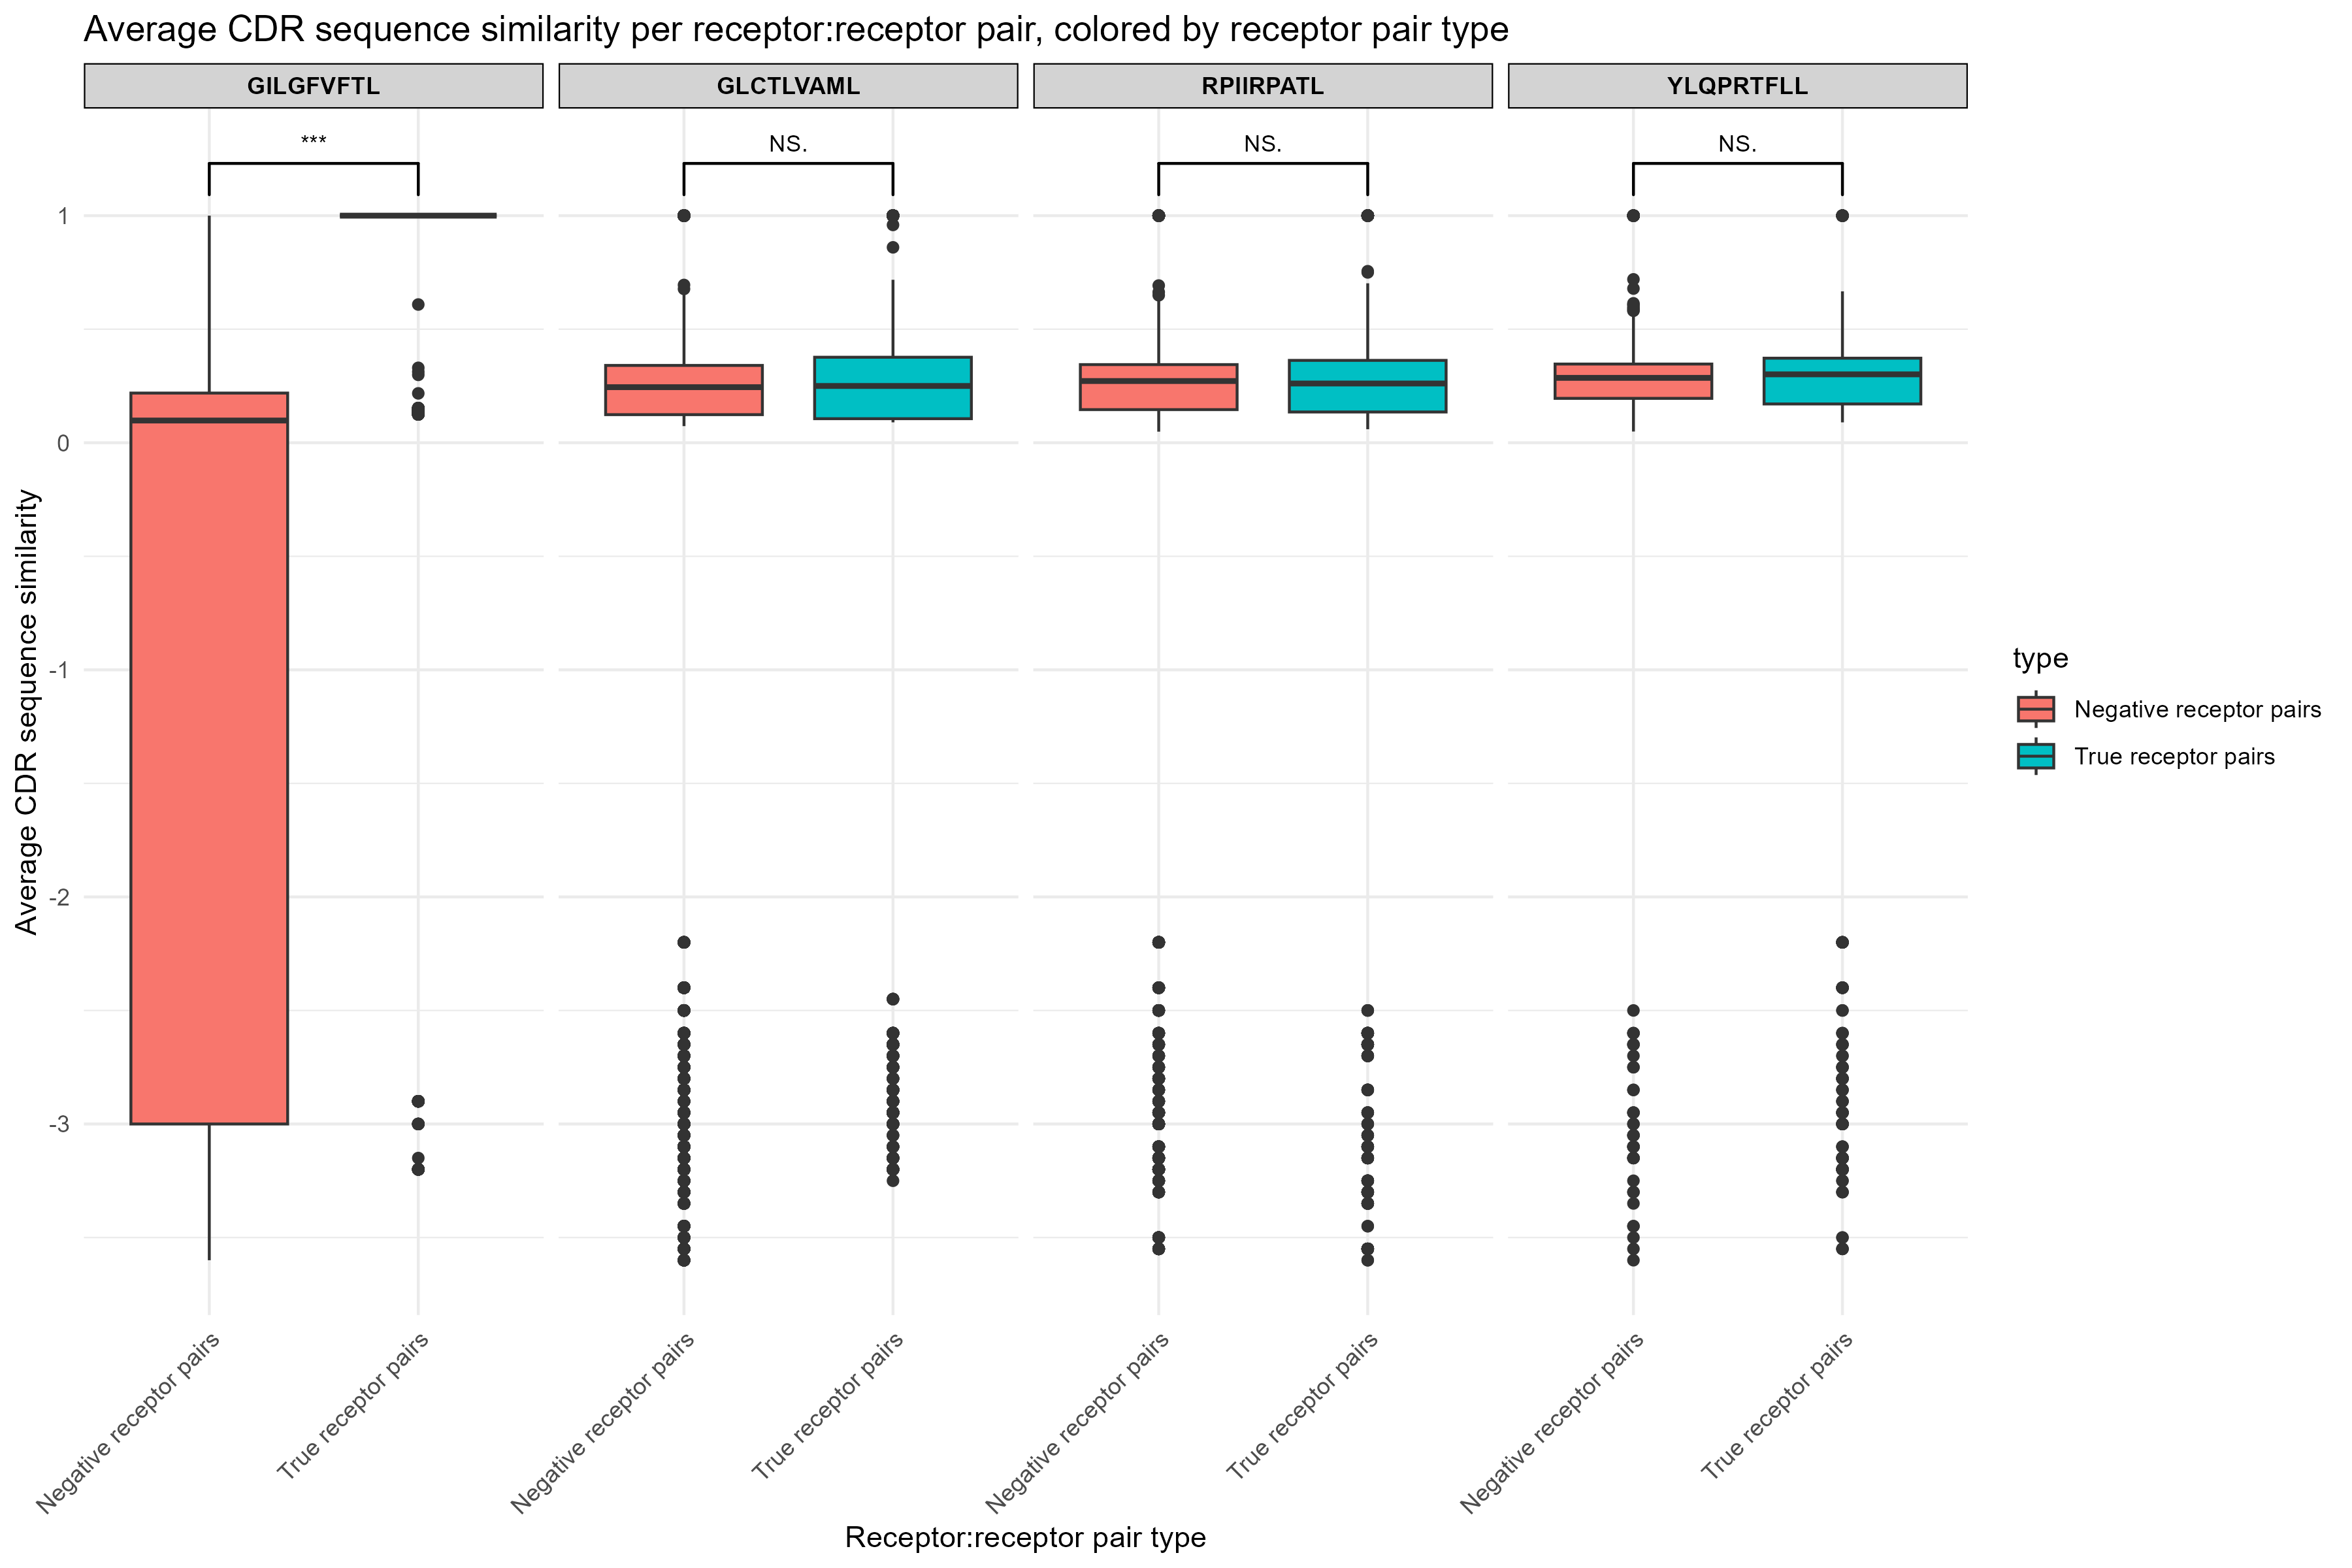 Average CDR sequence similarity per receptor:receptor pair, colored by receptor pair type
GILGFVFTL
GLCTLVAML
RPIIRPATL
YLQPRTFLL
***
NS.
NS.
NS.
1
0
-1
-2
-3
Average CDR sequence similarity
Negative receptor pairs
True receptor pairs
Negative receptor pairs
True receptor pairs
Negative receptor pairs
True receptor pairs
Negative receptor pairs
True receptor pairs
Receptor:receptor pair type
type
Negative receptor pairs
True receptor pairs